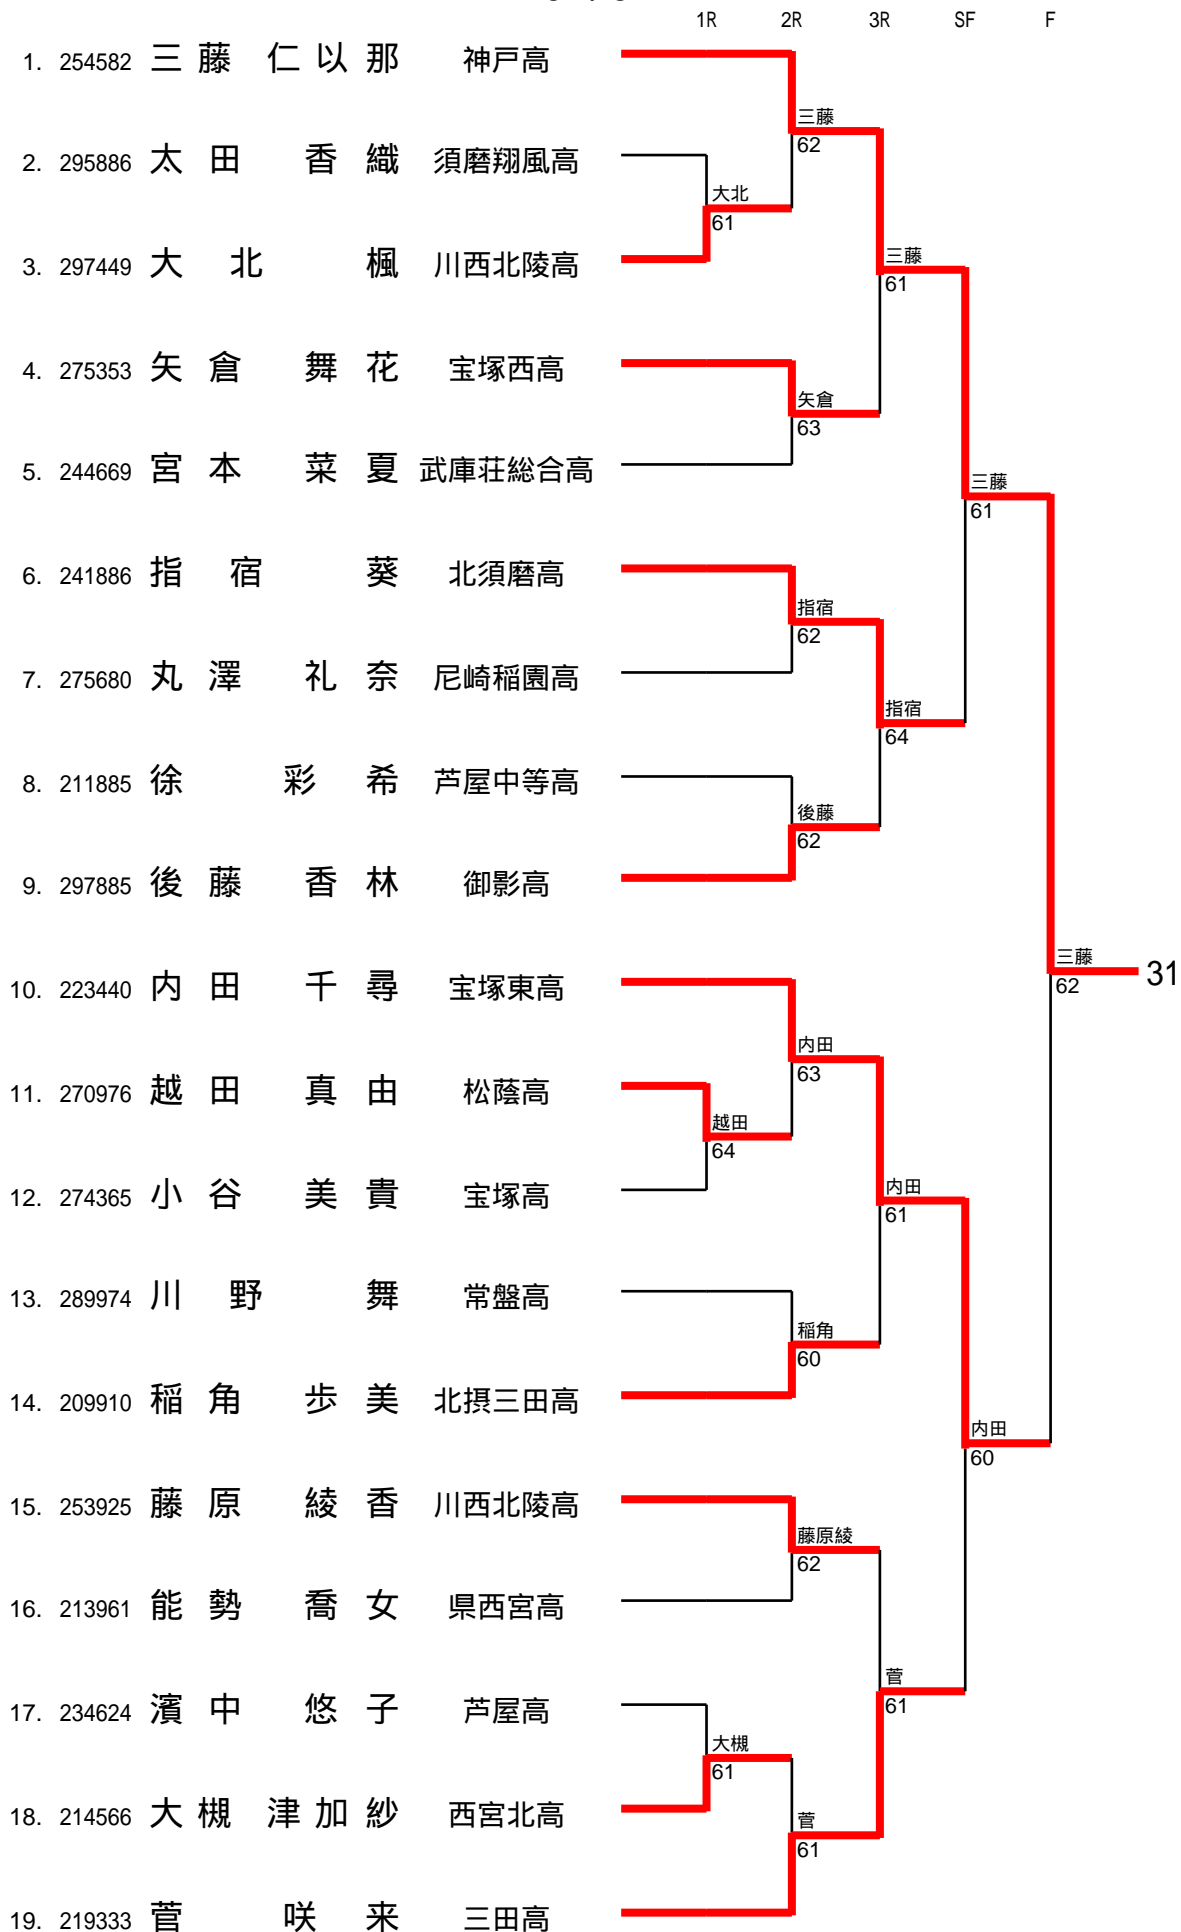 1R 2R 3R SF F
1. 254582 三藤 仁以那 神戸高
三藤
62
2. 295886 太田 香織 須磨翔風高
大北
61
3. 297449 大北 楓 川西北陵高
三藤
61
4. 275353 矢倉 舞花 宝塚西高
矢倉
63
5. 244669 宮本 菜夏 武庫荘総合高
三藤
61
6. 241886 指宿 葵 北須磨高
指宿
62
7. 275680 丸澤 礼奈 尼崎稲園高
指宿
64
8. 211885 徐 彩希 芦屋中等高
後藤
62
9. 297885 後藤 香林 御影高
三藤
62
31
10. 223440 内田 千尋 宝塚東高
内田
63
11. 270976 越田 真由 松蔭高
越田
64
12. 274365 小谷 美貴 宝塚高
内田
61
13. 289974 川野 舞 常盤高
稲角
60
14. 209910 稲角 歩美 北摂三田高
内田
60
15. 253925 藤原 綾香 川西北陵高
藤原綾
62
16. 213961 能勢 喬女 県西宮高
菅
61
17. 234624 濱中 悠子 芦屋高
大槻
61
18. 214566 大槻 津加紗 西宮北高
菅
61
19. 219333 菅 咲来 三田高